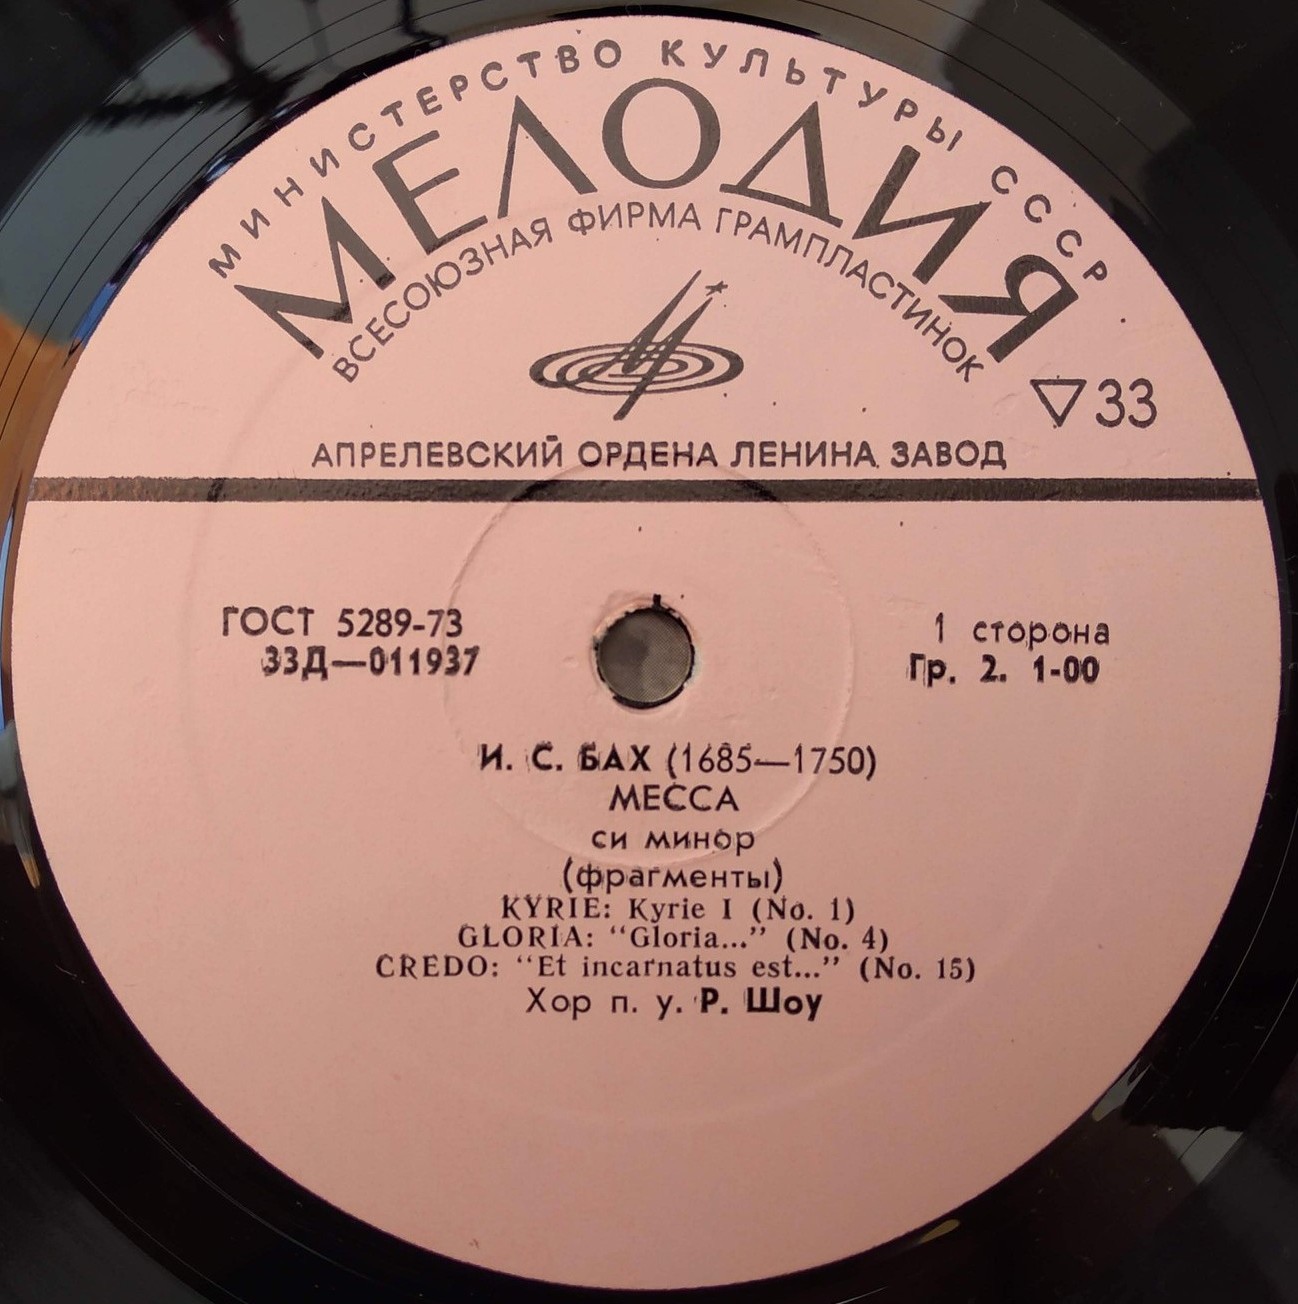 МИНИСТЕРСТВО КУЛЬТУРЫ СССР
МЕЛОДИЯ
ВСЕСОЮЗНАЯ ФИРМА ГРАМПЛАСТИНОК
33
АПРЕЛЕВСКИЙ ОРДЕНА ЛЕНИНА ЗАВОД
ГОСТ 5289-73
33Д—011937
1 сторона
Гр. 2. 1-00
И. С. БАХ (1685—1750)
МЕССА
си минор
(фрагменты)
KYRIE: Kyrie I (No. 1)
GLORIA: “Gloria...” (No. 4)
CREDO: “Et incarnatus est...” (No. 15)
Хор п. у. Р. Шоу